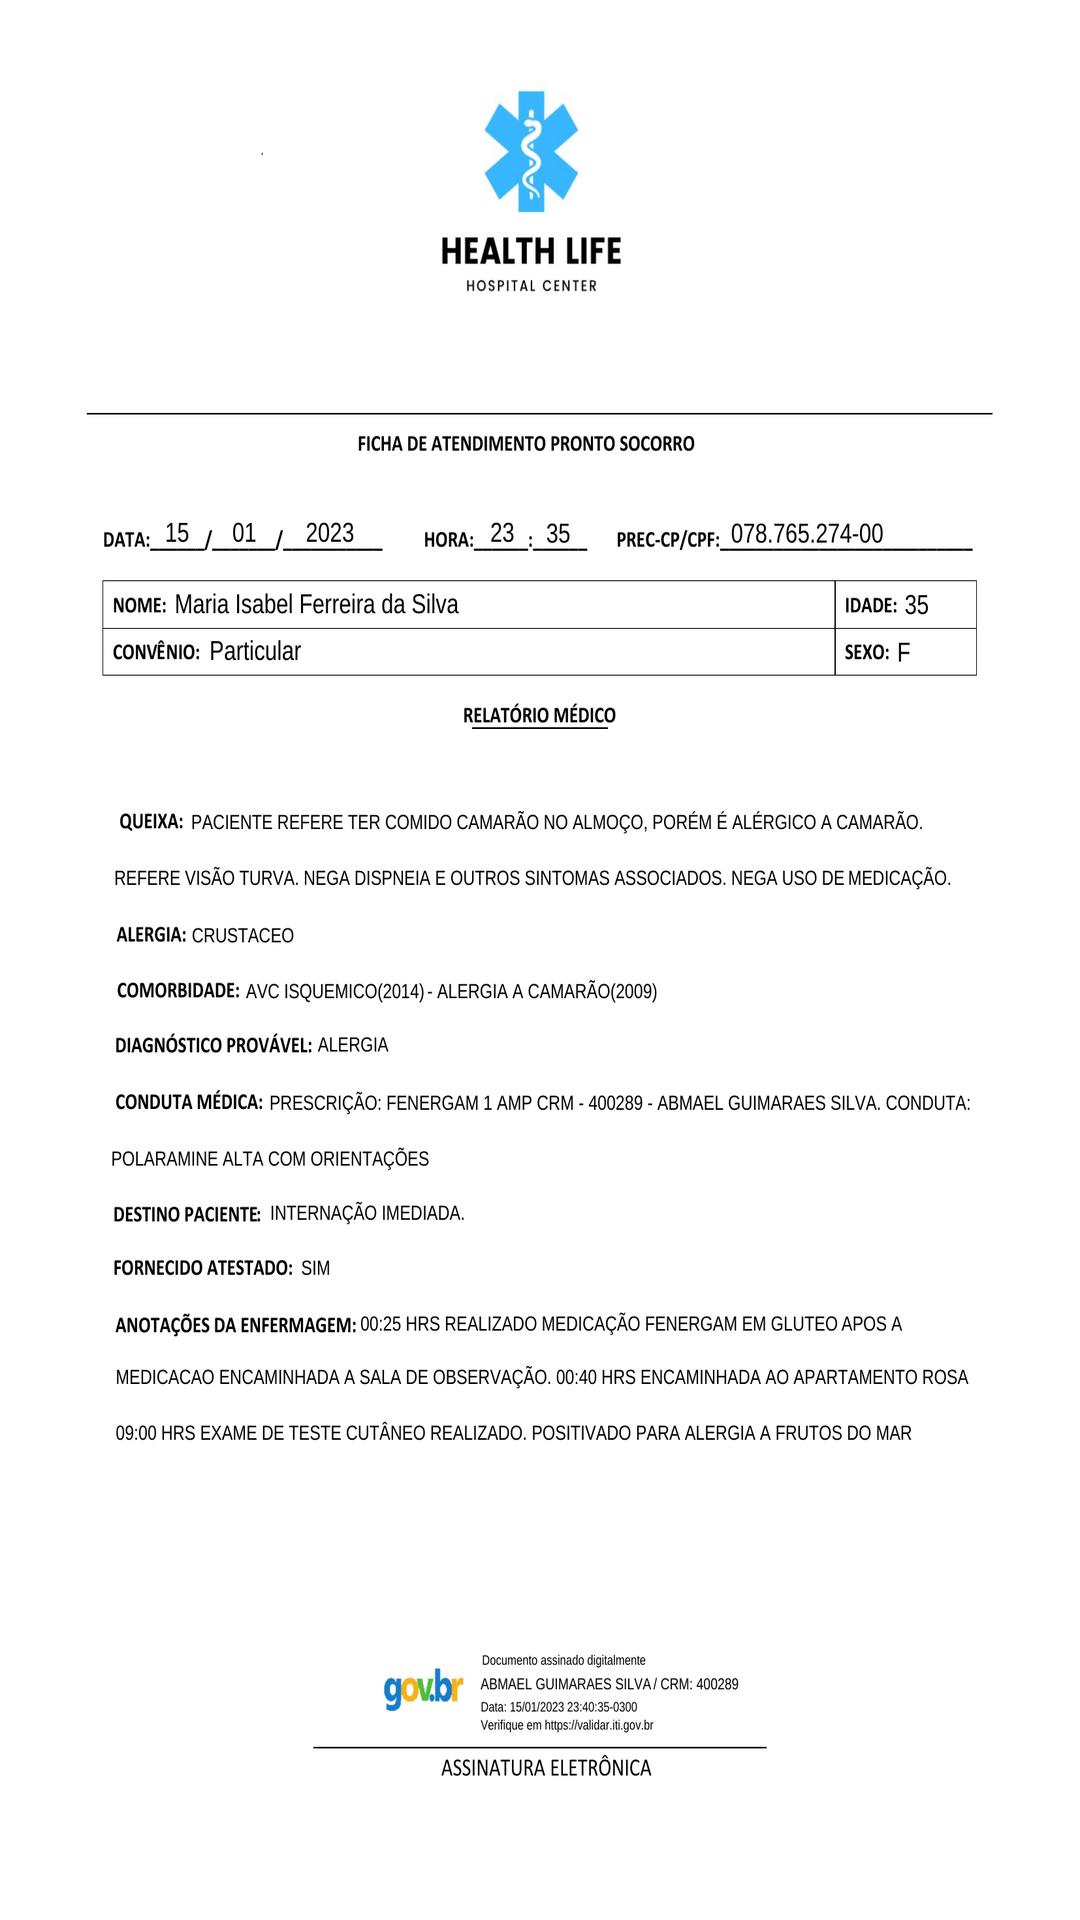 HEALTH LIFE
HOSPITAL CENTER
FICHA DE ATENDIMENTO PRONTO SOCORRO
DATA: 15 / 01 / 2023 HORA: 23 : 35 PREC-CP/CPF: 078.765.274-00
NOME: Maria Isabel Ferreira da Silva IDADE: 35
CONVÊNIO: Particular SEXO: F
RELATÓRIO MÉDICO
QUEIXA: PACIENTE REFERE TER COMIDO CAMARÃO NO ALMOÇO, PORÉM É ALÉRGICO A CAMARÃO.
REFERE VISÃO TURVA. NEGA DISPNEIA E OUTROS SINTOMAS ASSOCIADOS. NEGA USO DE MEDICAÇÃO.
ALERGIA: CRUSTACEO
COMORBIDADE: AVC ISQUEMICO(2014) - ALERGIA A CAMARÃO(2009)
DIAGNÓSTICO PROVÁVEL: ALERGIA
CONDUTA MÉDICA: PRESCRIÇÃO: FENERGAM 1 AMP CRM - 400289 - ABMAEL GUIMARAES SILVA. CONDUTA:
POLARAMINE ALTA COM ORIENTAÇÕES
DESTINO PACIENTE: INTERNAÇÃO IMEDIADA.
FORNECIDO ATESTADO: SIM
ANOTAÇÕES DA ENFERMAGEM: 00:25 HRS REALIZADO MEDICAÇÃO FENERGAM EM GLUTEO APOS A
MEDICACAO ENCAMINHADA A SALA DE OBSERVAÇÃO. 00:40 HRS ENCAMINHADA AO APARTAMENTO ROSA
09:00 HRS EXAME DE TESTE CUTÂNEO REALIZADO. POSITIVADO PARA ALERGIA A FRUTOS DO MAR
gov.br
Documento assinado digitalmente
ABMAEL GUIMARAES SILVA / CRM: 400289
Data: 15/01/2023 23:40:35-0300
Verifique em https://validar.iti.gov.br
ASSINATURA ELETRÔNICA